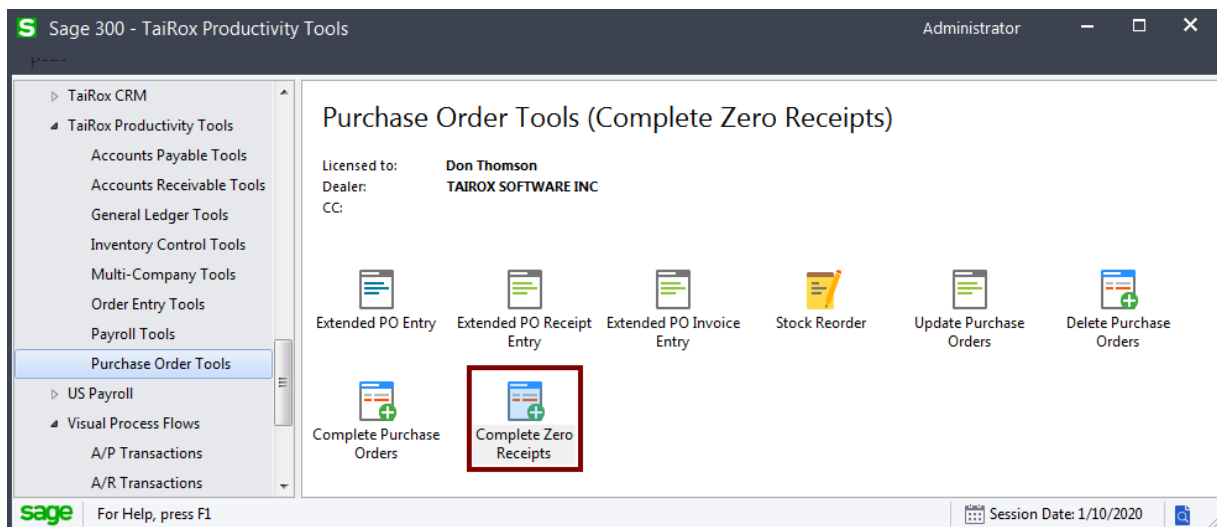 S Sage 300 - TaiRox Productivity Tools
Administrator
TaiRox CRM
TaiRox Productivity Tools
Accounts Payable Tools
Accounts Receivable Tools
General Ledger Tools
Inventory Control Tools
Multi-Company Tools
Order Entry Tools
Payroll Tools
Purchase Order Tools
US Payroll
Visual Process Flows
A/P Transactions
A/R Transactions
Purchase Order Tools (Complete Zero Receipts)
Licensed to: Don Thomson
Dealer: TAIROX SOFTWARE INC
CC:
Extended PO Entry
Extended PO Receipt
Entry
Extended PO Invoice
Entry
Stock Reorder
Update Purchase
Orders
Delete Purchase
Orders
Complete Purchase
Orders
Complete Zero
Receipts
sage For Help, press F1
Session Date: 1/10/2020